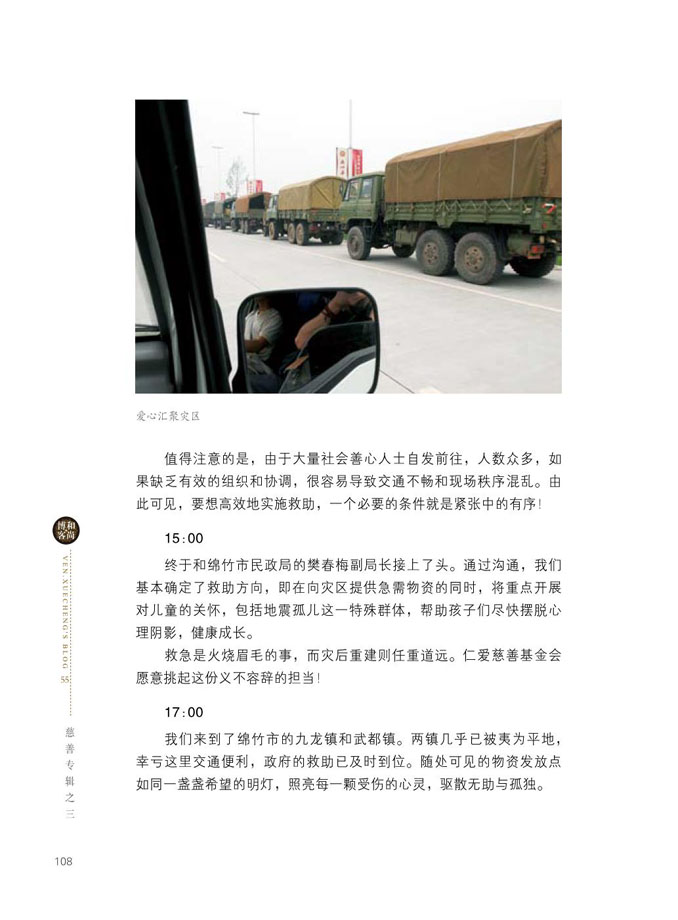 爱心汇聚灾区
值得注意的是，由于大量社会善心人士自发前往，人数众多，如
果缺乏有效的组织和协调，很容易导致交通不畅和现场秩序混乱。由
此可见，要想高效地实施救助，一个必要的条件就是紧张中的有序！
15:00
终于和绵竹市民政局的樊春梅副局长接上了头。通过沟通，我们
基本确定了救助方向，即在向灾区提供急需物资的同时，将重点开展
对儿童的关怀，包括地震孤儿这一特殊群体，帮助孩子们尽快摆脱心
理阴影，健康成长。
救急是火烧眉毛的事，而灾后重建则任重道远。仁爱慈善基金会
愿意挑起这份义不容辞的担当！
17:00
我们来到了绵竹市的九龙镇和武都镇。两镇几乎已被夷为平地，
幸亏这里交通便利，政府的救助已及时到位。随处可见的物资发放点
如同一盏盏希望的明灯，照亮每一颗受伤的心灵，驱散无助与孤独。
和尚博客
VEN.XUECHENG'S BLOG
55
慈善专辑之三
108